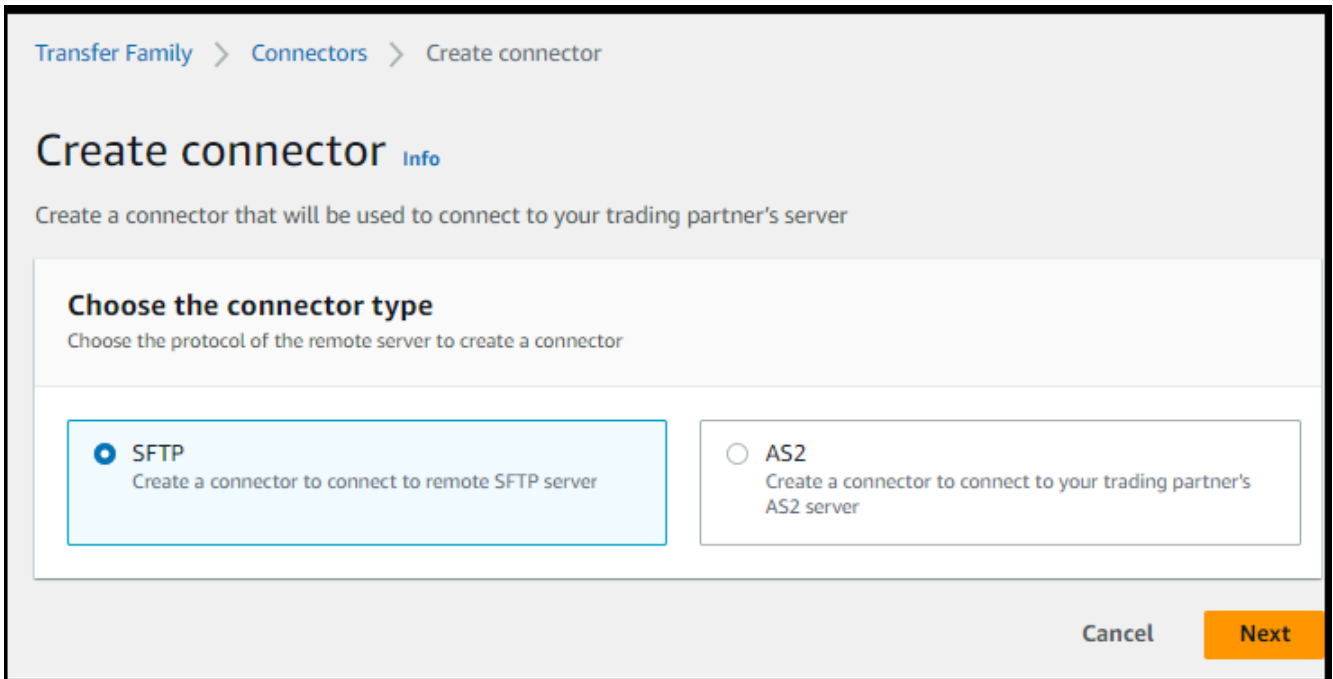 Transfer Family > Connectors > Create connector
Create connector Info
Create a connector that will be used to connect to your trading partner's server
Choose the connector type
Choose the protocol of the remote server to create a connector
SFTP
Create a connector to connect to remote SFTP server
AS2
Create a connector to connect to your trading partner's
AS2 server
Cancel Next